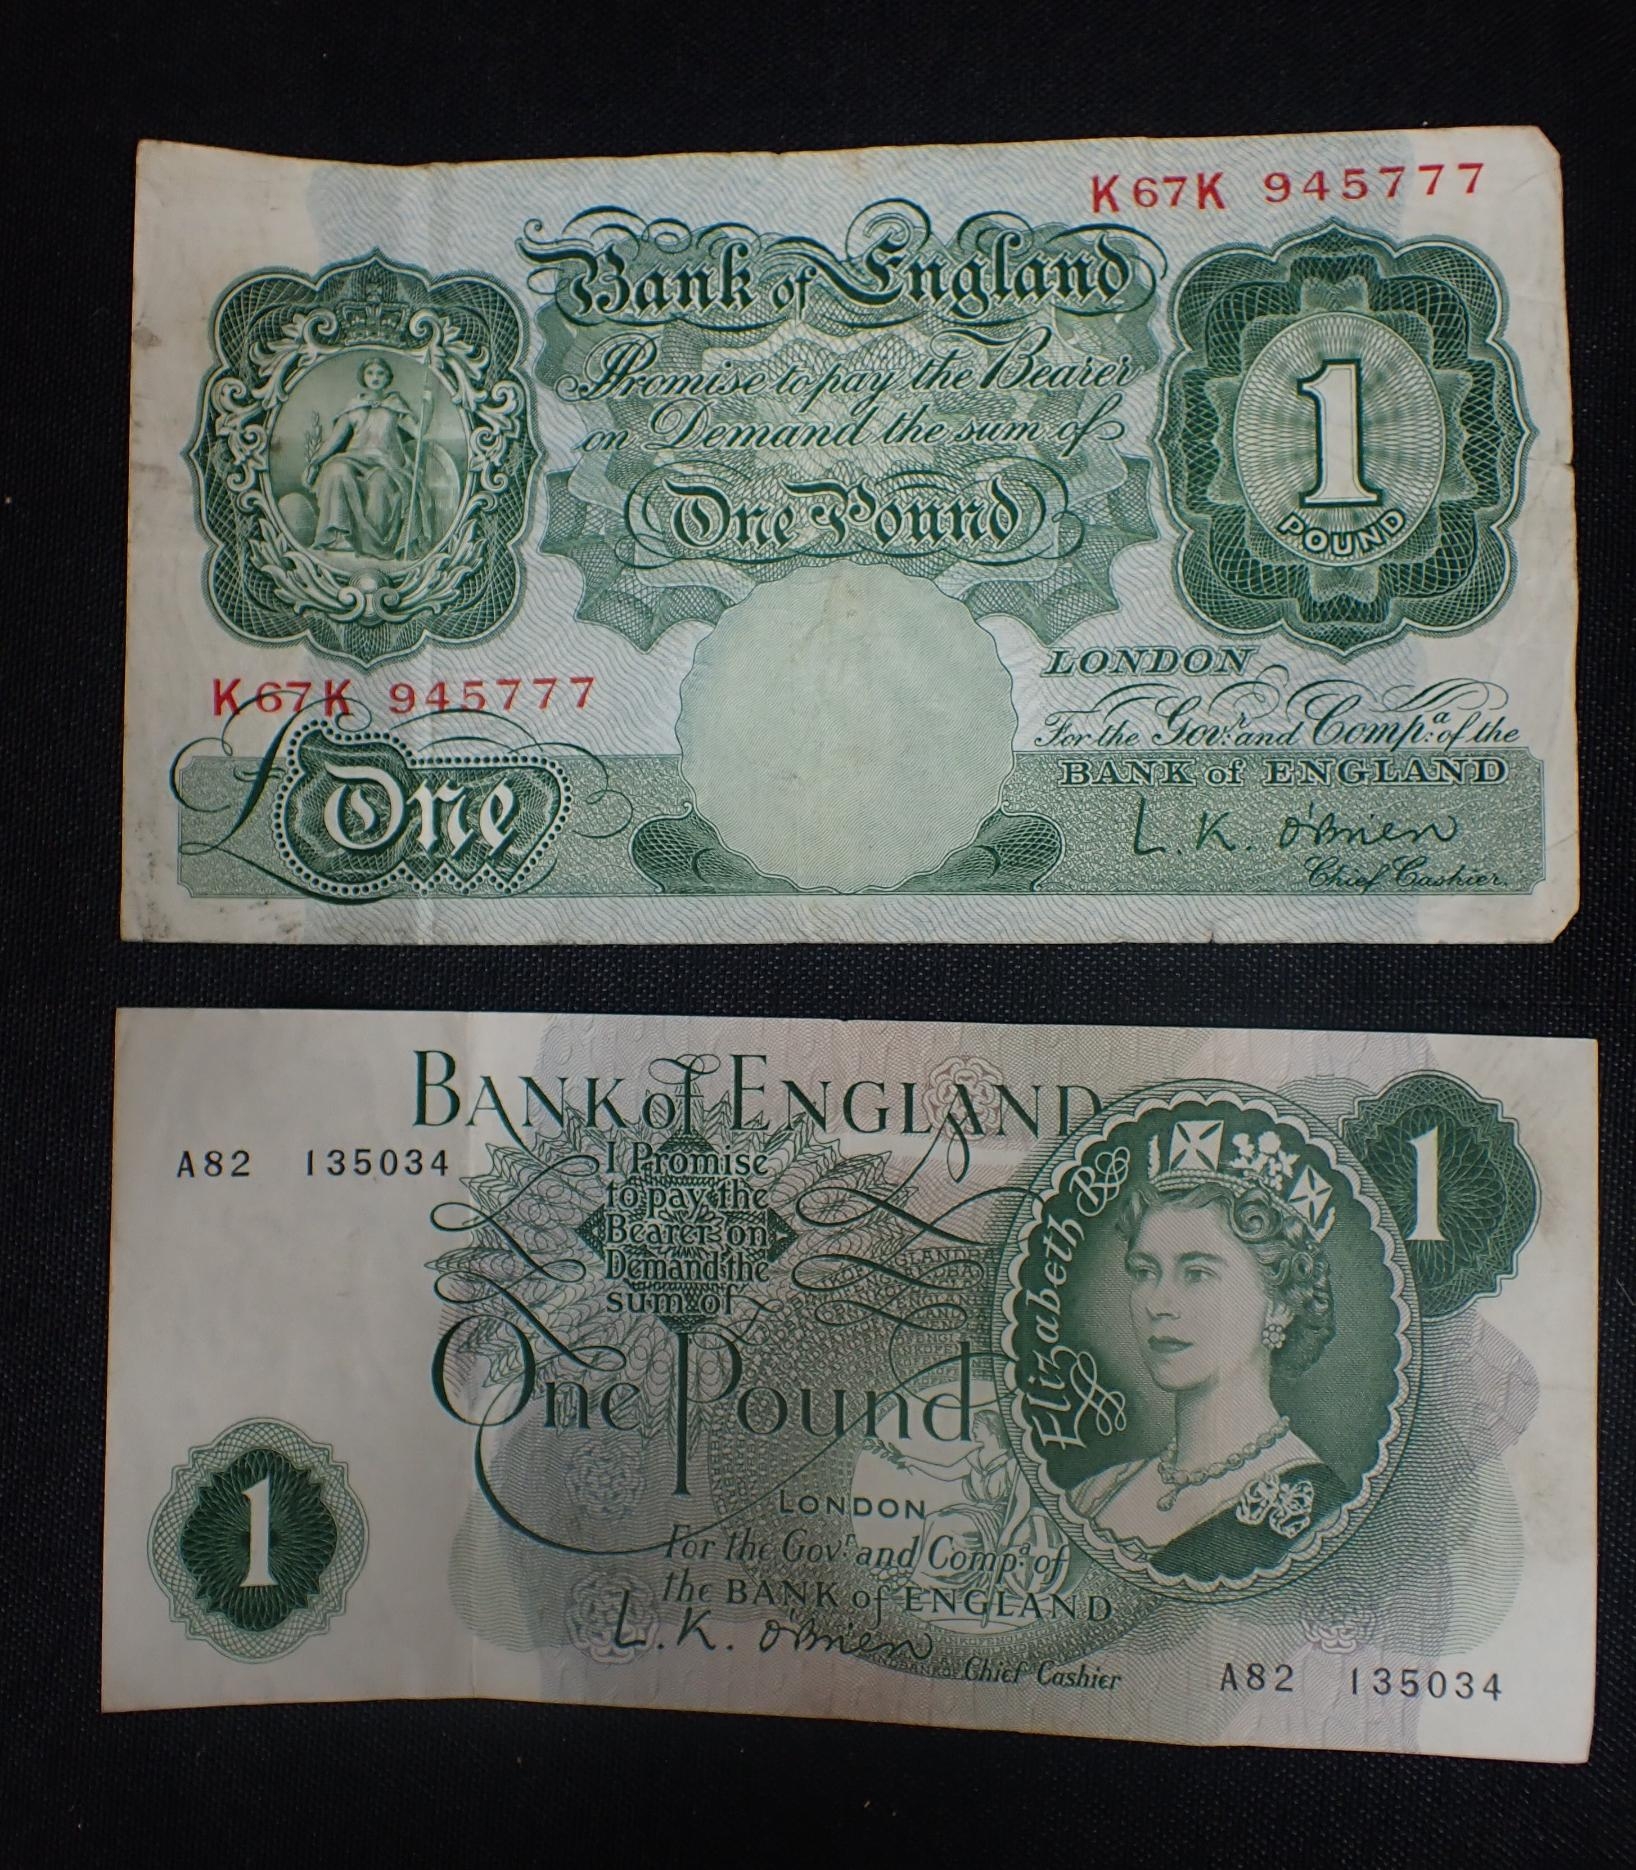 K67K 945777
Bank of England
Promise to pay the Bearer
on Demand the sum of
One Pound
1
POUND
LONDON
K67K 945777
For the Govr. and Compa. of the
BANK of ENGLAND
£One
L.K. O'Brien
Chief Cashier.
BANK of ENGLAND
A82 135034
I Promise
to pay the
Bearer on
Demand the
sum of
One Pound
Elizabeth R
1
1
LONDON
For the Govr. and Compa. of
the BANK of ENGLAND
L.K. O'Brien
Chief Cashier
A82 135034